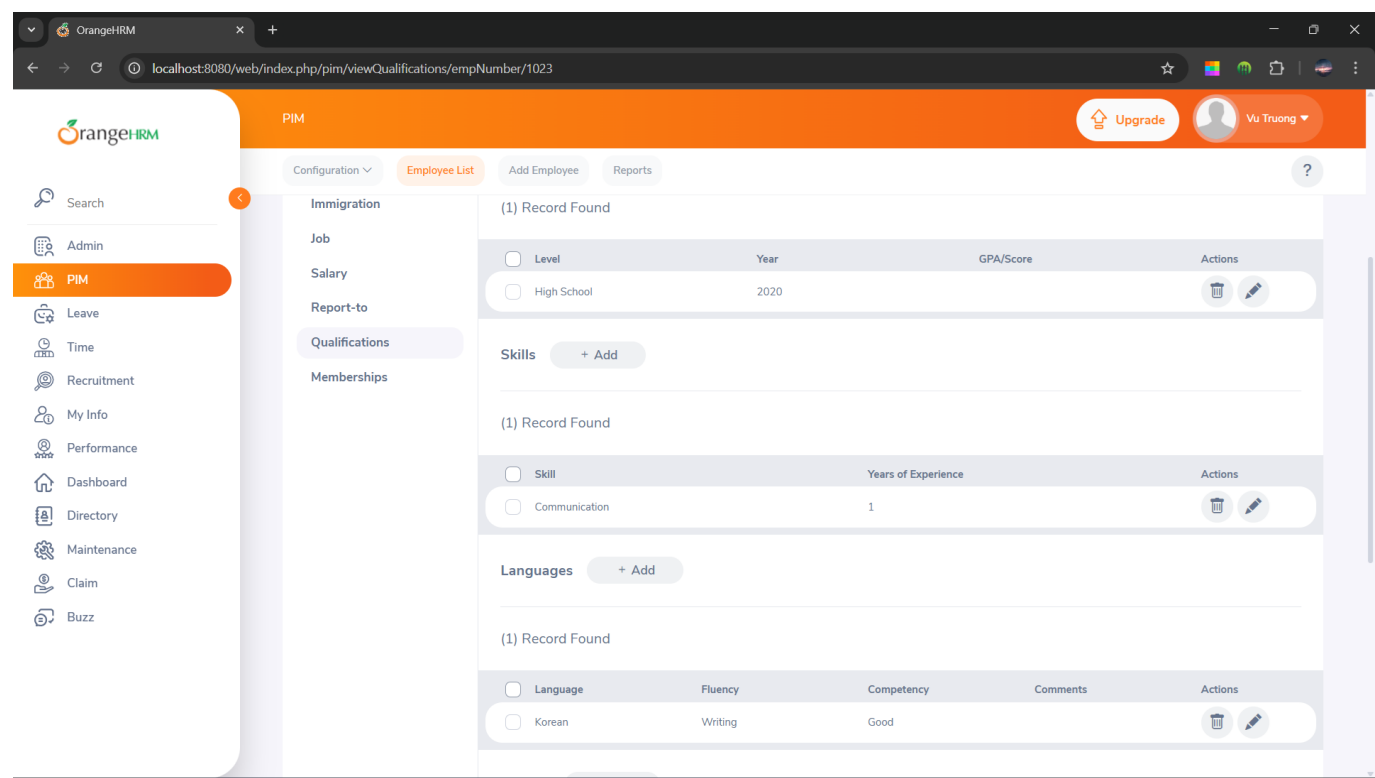 OrangeHRM
localhost:8080/web/index.php/pim/viewQualifications/empNumber/1023
OrangeHRM
PIM
Upgrade
Vu Truong
Configuration
Employee List
Add Employee
Reports
?
Search
Admin
PIM
Leave
Time
Recruitment
My Info
Performance
Dashboard
Directory
Maintenance
Claim
Buzz
Immigration
Job
Salary
Report-to
Qualifications
Memberships
(1) Record Found
Level Year GPA/Score Actions
High School 2020
Skills + Add
(1) Record Found
Skill Years of Experience Actions
Communication 1
Languages + Add
(1) Record Found
Language Fluency Competency Comments Actions
Korean Writing Good